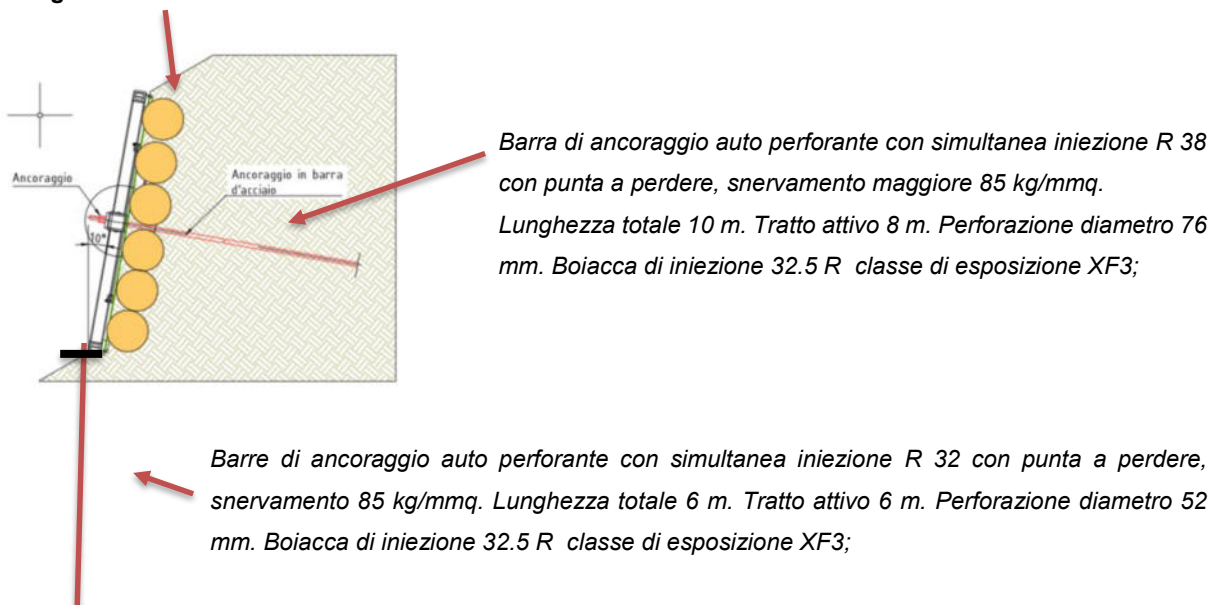 Ancoraggio
Ancoraggio in barra
d'acciaio
10°
Barra di ancoraggio auto perforante con simultanea iniezione R 38
con punta a perdere, snervamento maggiore 85 kg/mmq.
Lunghezza totale 10 m. Tratto attivo 8 m. Perforazione diametro 76
mm. Boiacca di iniezione 32.5 R classe di esposizione XF3;
Barre di ancoraggio auto perforante con simultanea iniezione R 32 con punta a perdere,
snervamento 85 kg/mmq. Lunghezza totale 6 m. Tratto attivo 6 m. Perforazione diametro 52
mm. Boiacca di iniezione 32.5 R classe di esposizione XF3;